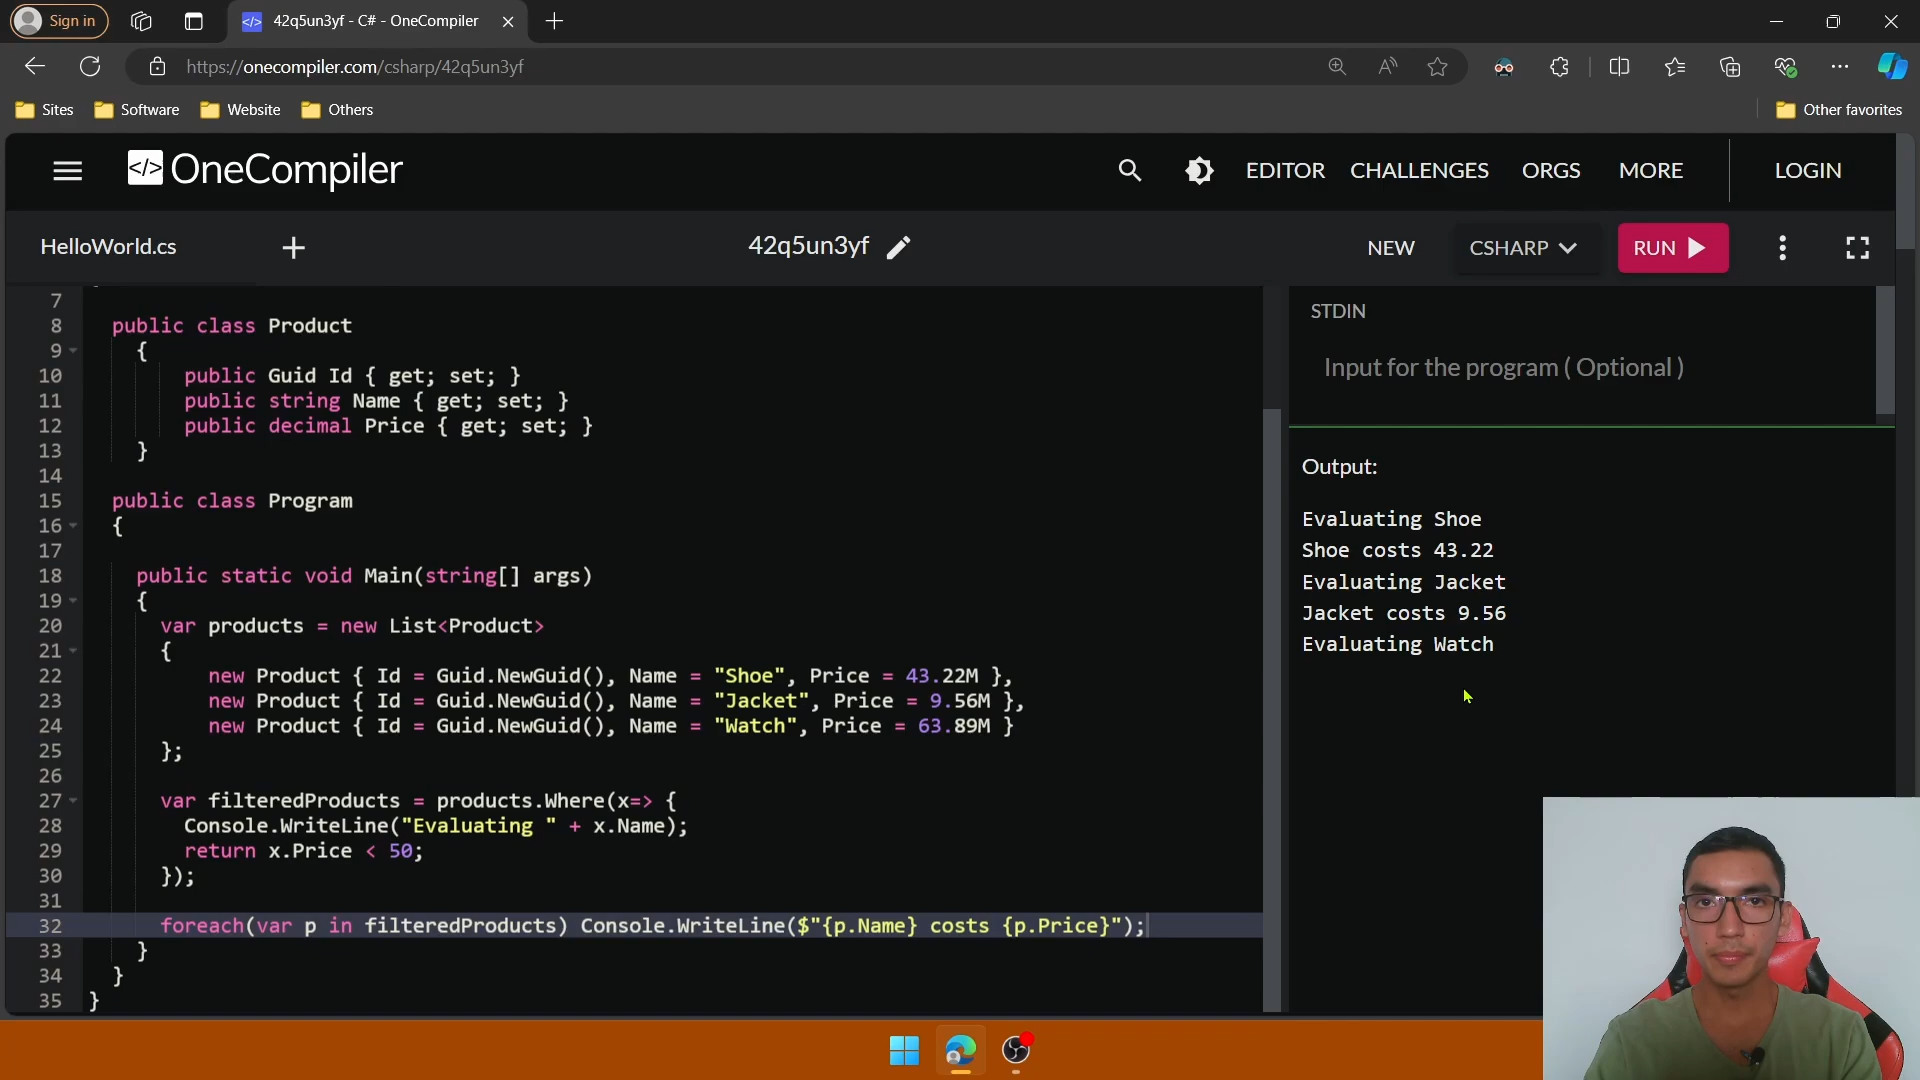 Sign in
42q5un3yf - C# - OneCompiler
https://onecompiler.com/csharp/42q5un3yf
Sites
Software
Website
Others
Other favorites
</> OneCompiler
EDITOR
CHALLENGES
ORGS
MORE
LOGIN
HelloWorld.cs
42q5un3yf
NEW
CSHARP
RUN
7
8 public class Product
9 {
10 public Guid Id { get; set; }
11 public string Name { get; set; }
12 public decimal Price { get; set; }
13 }
14
15 public class Program
16 {
17
18 public static void Main(string[] args)
19 {
20 var products = new List<Product>
21 {
22 new Product { Id = Guid.NewGuid(), Name = "Shoe", Price = 43.22M },
23 new Product { Id = Guid.NewGuid(), Name = "Jacket", Price = 9.56M },
24 new Product { Id = Guid.NewGuid(), Name = "Watch", Price = 63.89M }
25 };
26
27 var filteredProducts = products.Where(x=> {
28 Console.WriteLine("Evaluating " + x.Name);
29 return x.Price < 50;
30 });
31
32 foreach(var p in filteredProducts) Console.WriteLine($"{p.Name} costs {p.Price}");
33 }
34 }
35 }
STDIN
Input for the program ( Optional )
Output:
Evaluating Shoe
Shoe costs 43.22
Evaluating Jacket
Jacket costs 9.56
Evaluating Watch